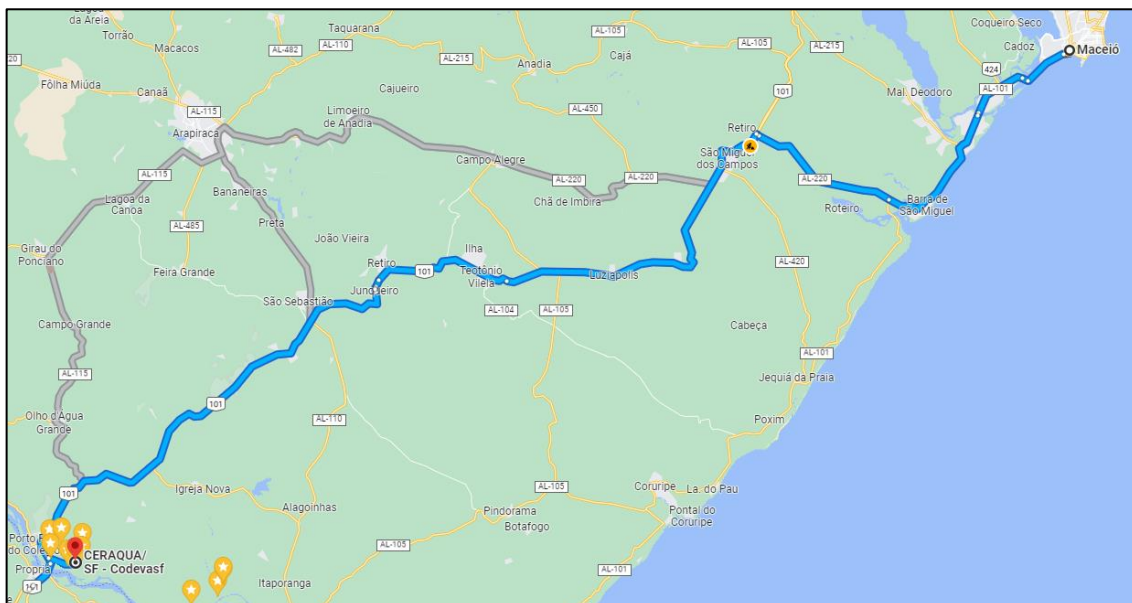 da Areia
Taquarana
Torrão
Macacos
AL-482
AL-110
AL-105
Coqueiro Seco
AL-105
AL-215
Cadoz
Maceió
AL-215
Anadia
Cajá
Fôlha Miúda
424
Canaã
Cajueiro
101
AL-101
AL-115
Mal. Deodoro
Limoeiro
de Anadia
AL-450
Arapiraca
Retiro
Campo Alegre
São Miguel
dos Campos
AL-115
AL-220
AL-220
AL-220
Bananeiras
Lagoa da
Canoa
Chã de Imbira
Barra de
São Miguel
Roteiro
Preta
AL-485
João Vieira
Girau do
Ponciano
Ilha
AL-420
Retiro
101
Feira Grande
Teotônio
Vilela
Luziapolis
Junqueiro
São Sebastião
AL-104
AL-105
Campo Grande
Cabeça
AL-101
AL-115
Jequiá da Praia
101
Olho d'Água
Grande
AL-110
Poxim
101
Igreja Nova
Coruripe
La. do Pau
AL-105
Alagoinhas
Pindorama
Botafogo
Pontal do
Coruripe
Porto
do Colé
AL-105
CERAQUA/
SF - Codevasf
Propriá
AL-101
101
Itaporanga